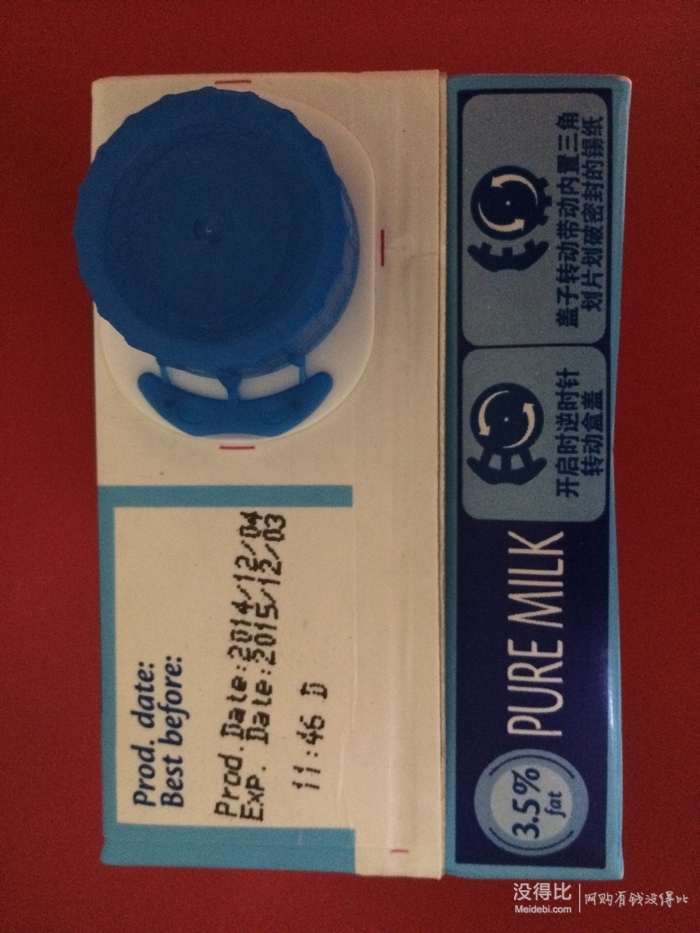 Prod. date:
Best before:
Prod.Date:2014/12/04
Exp. Date:2015/12/03
11:46 D
3.5%
fat
PURE MILK
开启时逆时针
转动盒盖
盖子转动带动内置三角
划片划破密封的锡纸
没得比
Meidebi.com
网购有钱没得比